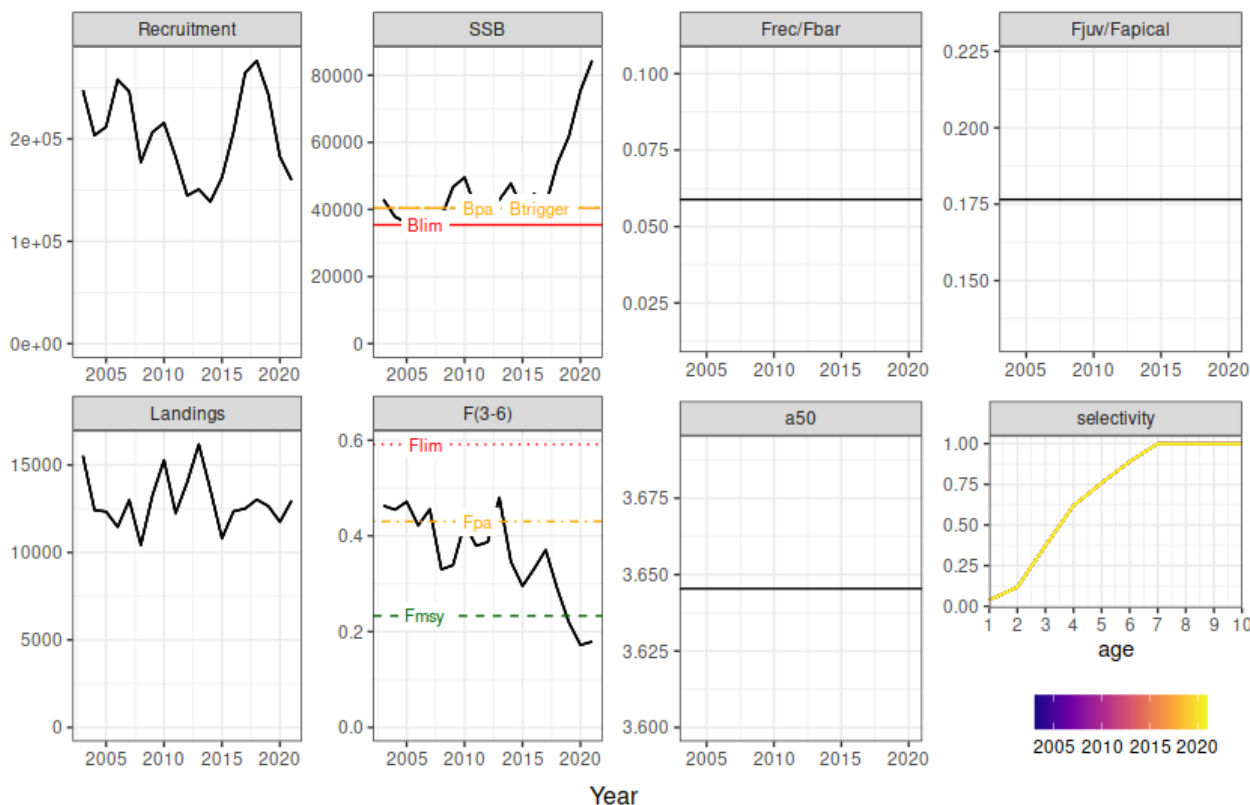 Recruitment
SSB
Frec/Fbar
Fjuv/Fapical
2e+05
1e+05
0e+00
80000
60000
40000
20000
0
Bpa
Btrigger
Blim
0.100
0.075
0.050
0.025
0.225
0.200
0.175
0.150
2005 2010 2015 2020
2005 2010 2015 2020
2005 2010 2015 2020
2005 2010 2015 2020
Landings
F(3-6)
a50
selectivity
15000
10000
5000
0
0.6
0.4
0.2
0.0
Flim
Fpa
Fmsy
3.675
3.650
3.625
3.600
1.00
0.75
0.50
0.25
0.00
1 2 3 4 5 6 7 8 9 10
age
2005 2010 2015 2020
2005 2010 2015 2020
2005 2010 2015 2020
2005 2010 2015 2020
Year